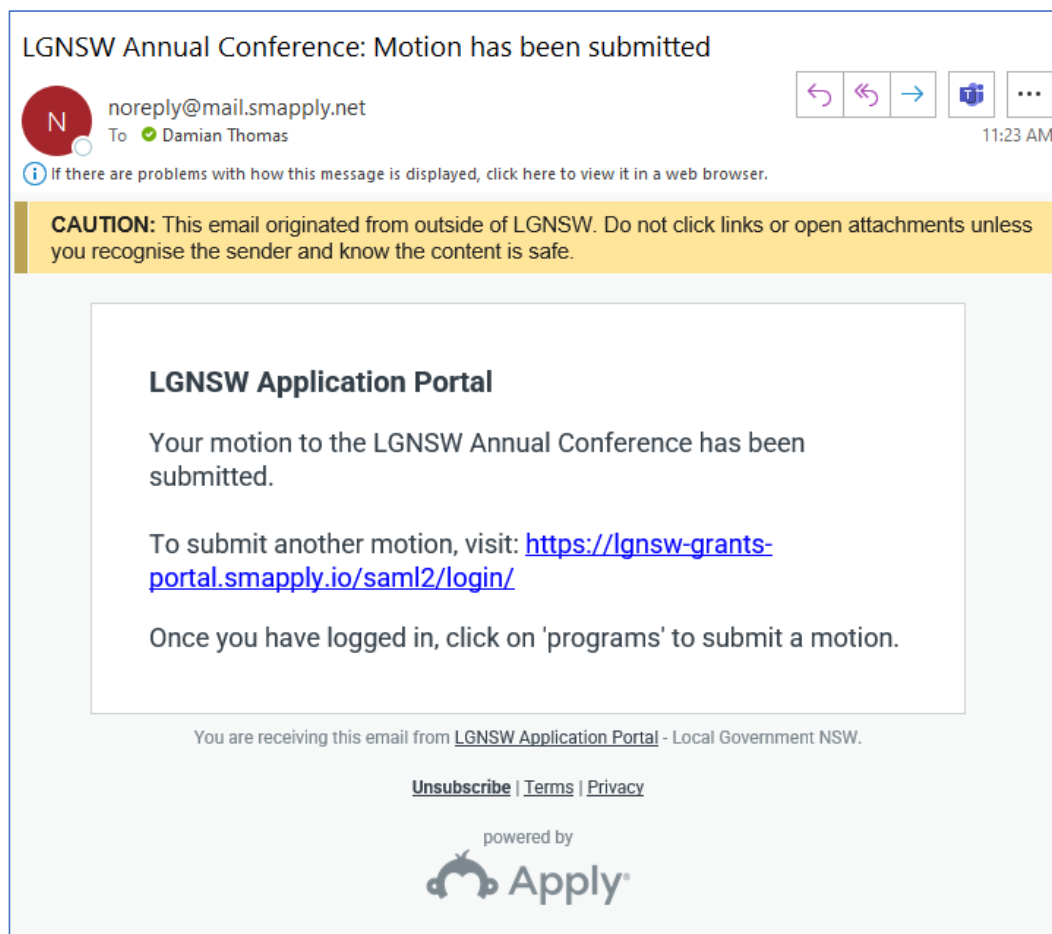 LGNSW Annual Conference: Motion has been submitted
N
noreply@mail.smapply.net
To Damian Thomas
11:23 AM
If there are problems with how this message is displayed, click here to view it in a web browser.
CAUTION: This email originated from outside of LGNSW. Do not click links or open attachments unless
you recognise the sender and know the content is safe.
LGNSW Application Portal
Your motion to the LGNSW Annual Conference has been
submitted.
To submit another motion, visit: https://lgnsw-grants-
portal.smapply.io/saml2/login/
Once you have logged in, click on 'programs' to submit a motion.
You are receiving this email from LGNSW Application Portal - Local Government NSW.
Unsubscribe | Terms | Privacy
powered by
Apply